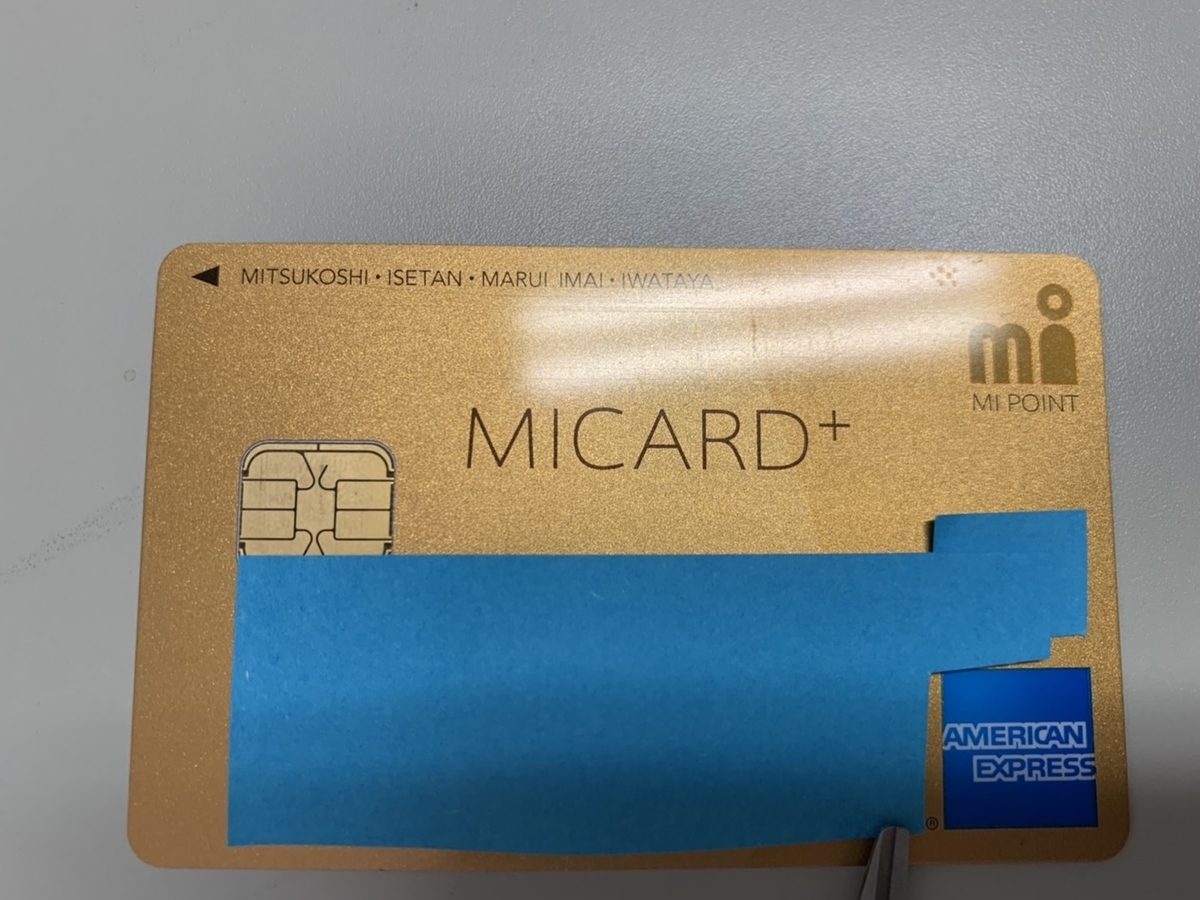 MITSUKOSHI・ISETAN・MARUI IMAI・IWATAYA
mi
MI POINT
MICARD+
AMERICAN
EXPRESS
®